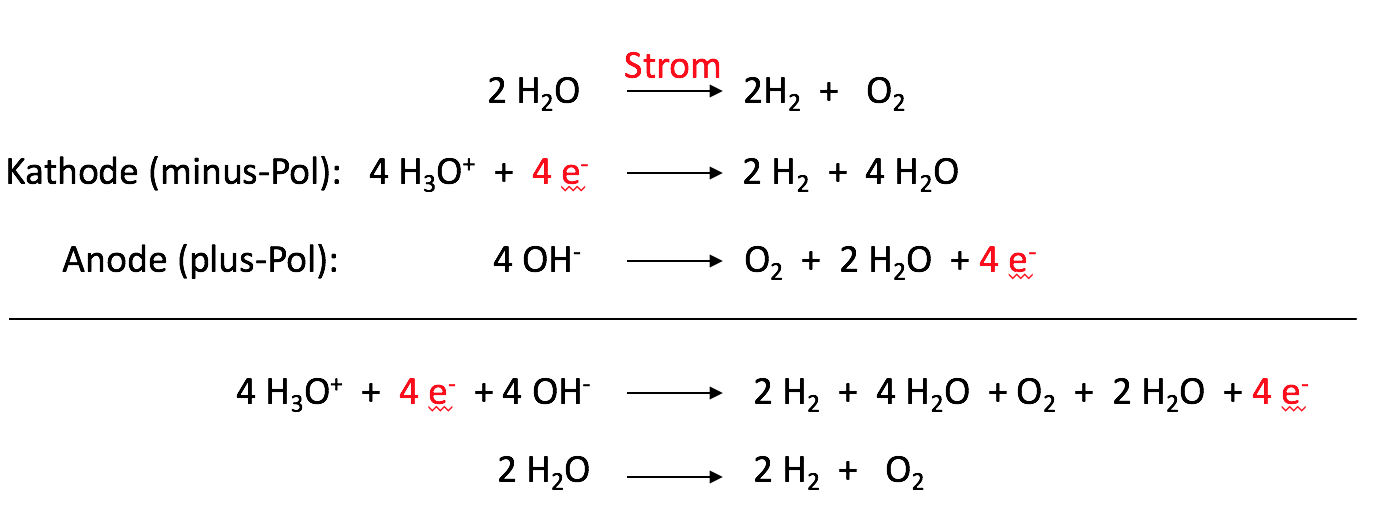 Strom
2 H₂O ⟶ 2H₂ + O₂
Kathode (minus-Pol): 4 H₃O⁺ + 4 e⁻ ⟶ 2 H₂ + 4 H₂O
Anode (plus-Pol): 4 OH⁻ ⟶ O₂ + 2 H₂O + 4 e⁻
4 H₃O⁺ + 4 e⁻ + 4 OH⁻ ⟶ 2 H₂ + 4 H₂O + O₂ + 2 H₂O + 4 e⁻
2 H₂O ⟶ 2 H₂ + O₂